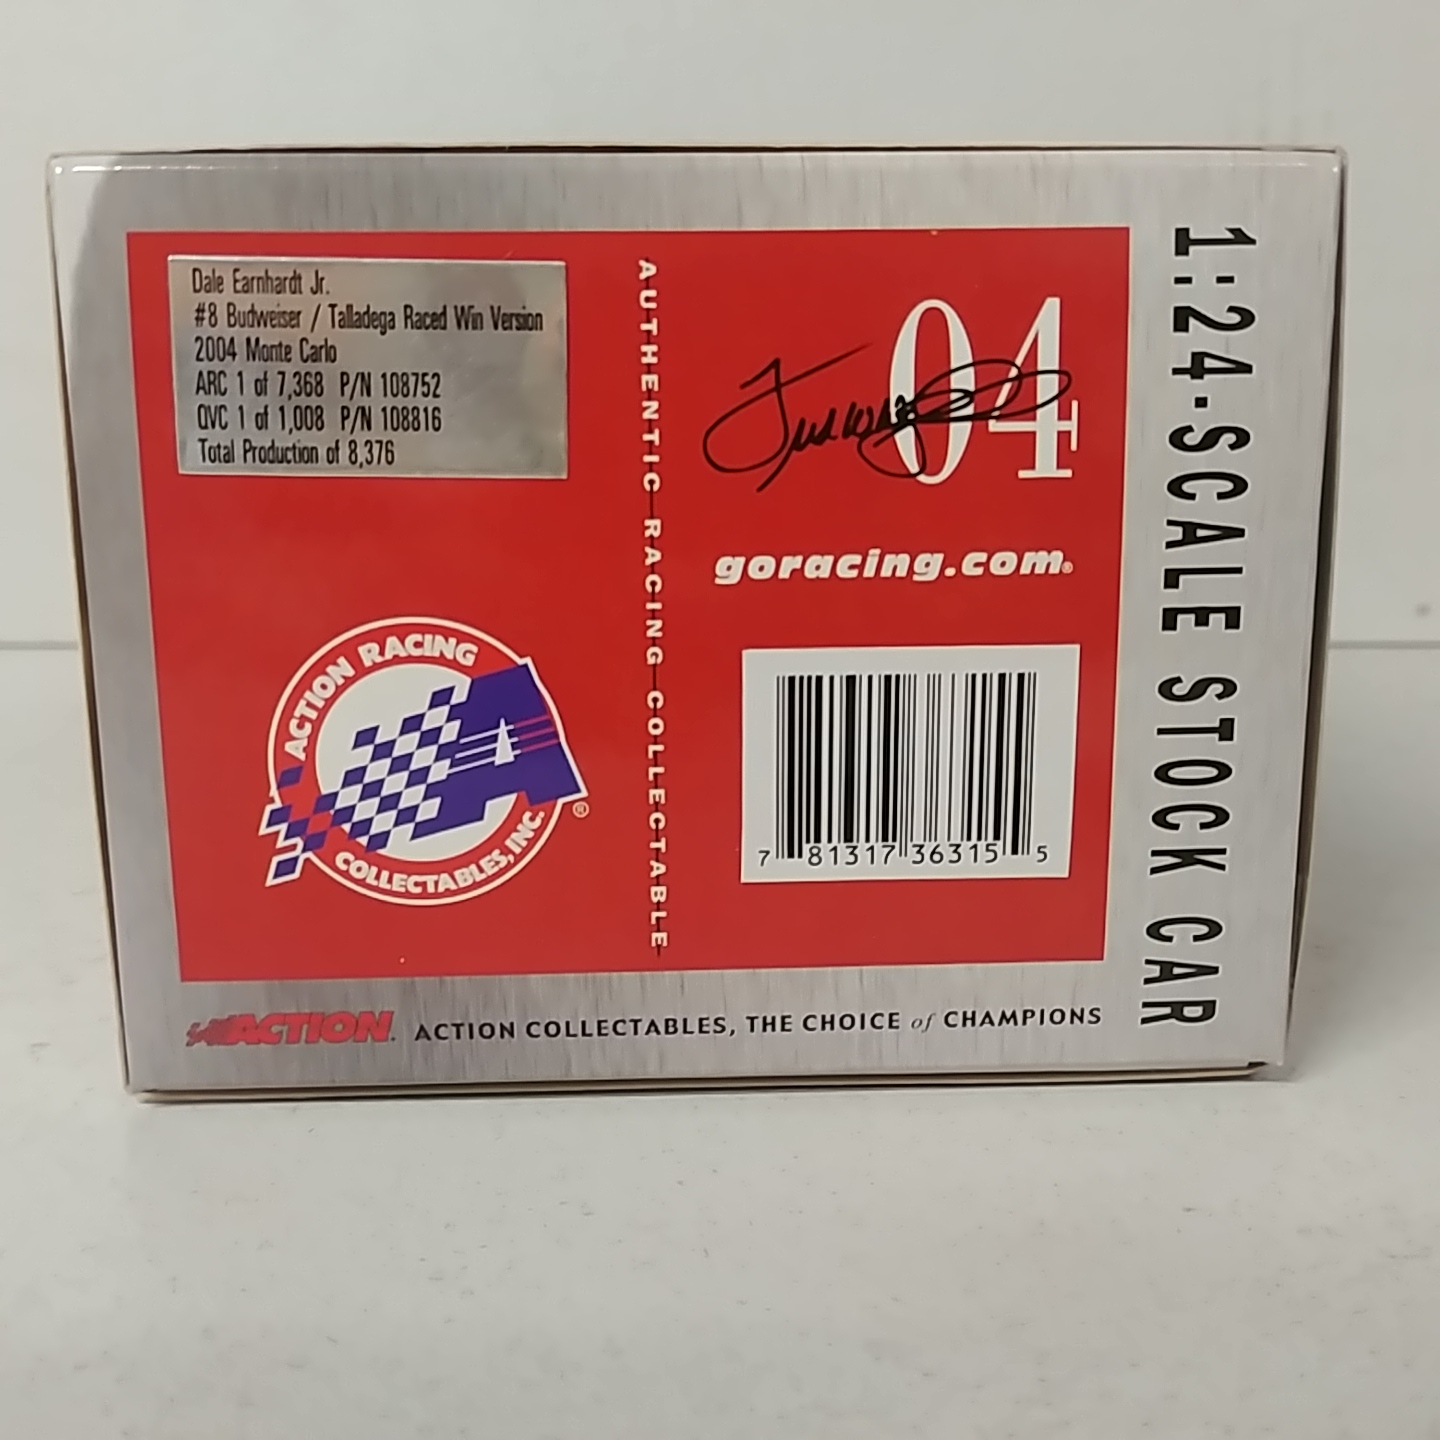 Dale Earnhardt Jr.
#8 Budweiser / Talladega Raced Win Version
2004 Monte Carlo
ARC 1 of 7,368 P/N 108752
QVC 1 of 1,008 P/N 108816
Total Production of 8,376
AUTHENTIC RACING COLLECTABLE
04
goracing.com®
ACTION RACING
COLLECTABLES, INC.
®
7 81317 36315 5
1:24-SCALE STOCK CAR
ACTION.
ACTION COLLECTABLES, THE CHOICE of CHAMPIONS